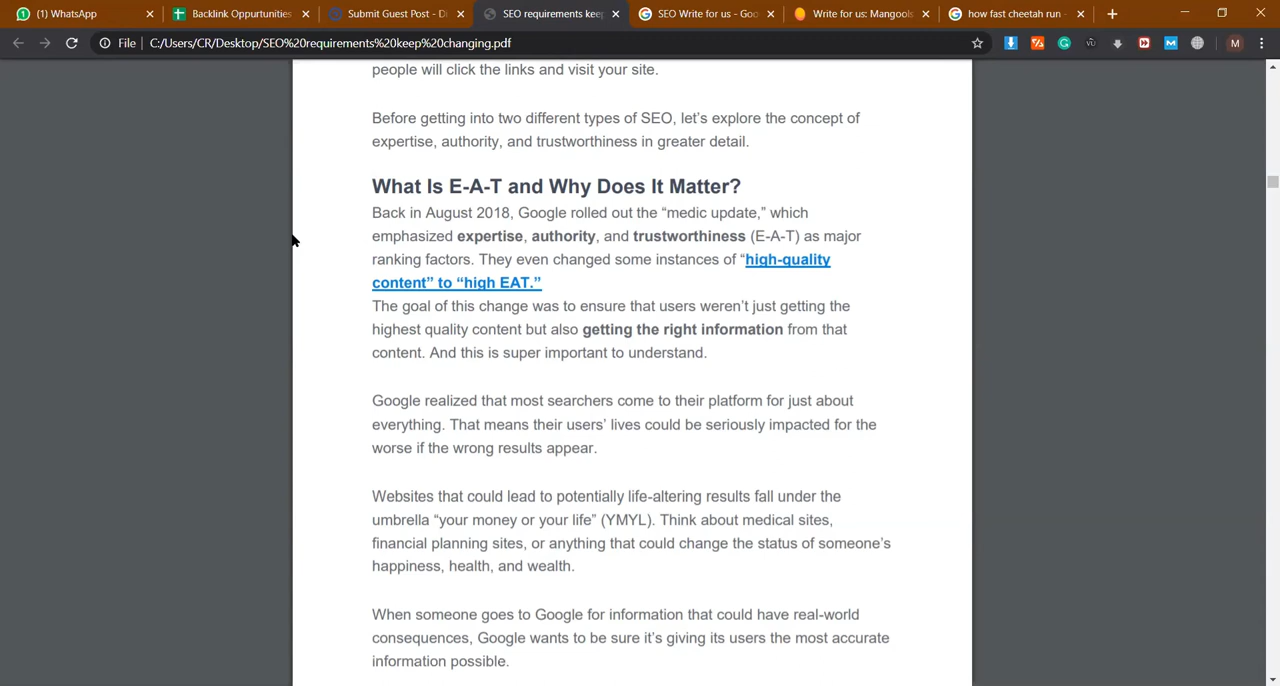 (1) WhatsApp
Backlink Oppurtunities
Submit Guest Post - D
SEO requirements kee
SEO Write for us - Goo
Write for us: Mangools
how fast cheetah run -
File C:/Users/CR/Desktop/SEO%20requirements%20keep%20changing.pdf
M
people will click the links and visit your site.
Before getting into two different types of SEO, let’s explore the concept of
expertise, authority, and trustworthiness in greater detail.
What Is E-A-T and Why Does It Matter?
Back in August 2018, Google rolled out the “medic update,” which
emphasized expertise, authority, and trustworthiness (E-A-T) as major
ranking factors. They even changed some instances of “high-quality
content” to “high EAT.”
The goal of this change was to ensure that users weren’t just getting the
highest quality content but also getting the right information from that
content. And this is super important to understand.
Google realized that most searchers come to their platform for just about
everything. That means their users’ lives could be seriously impacted for the
worse if the wrong results appear.
Websites that could lead to potentially life-altering results fall under the
umbrella “your money or your life” (YMYL). Think about medical sites,
financial planning sites, or anything that could change the status of someone’s
happiness, health, and wealth.
When someone goes to Google for information that could have real-world
consequences, Google wants to be sure it’s giving its users the most accurate
information possible.